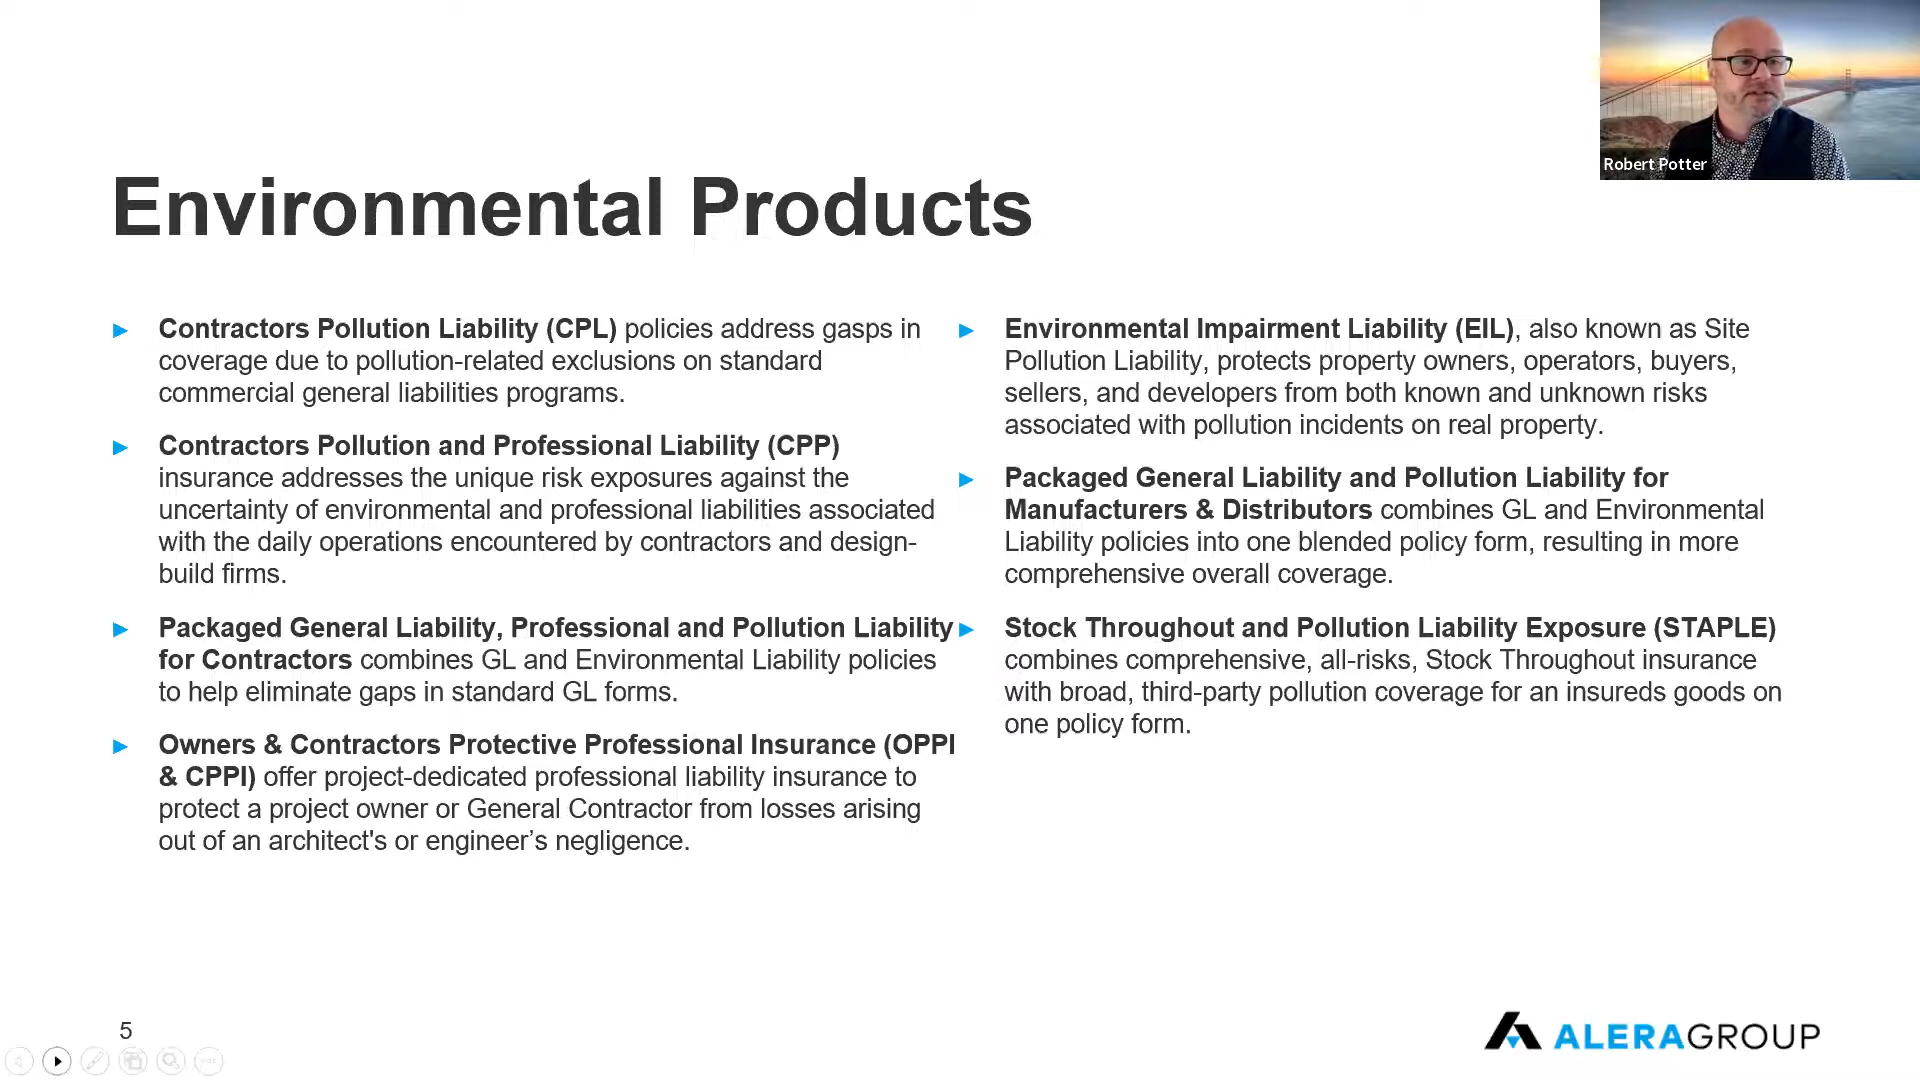 Robert Potter
Environmental Products
Contractors Pollution Liability (CPL) policies address gasps in
coverage due to pollution-related exclusions on standard
commercial general liabilities programs.
Contractors Pollution and Professional Liability (CPP)
insurance addresses the unique risk exposures against the
uncertainty of environmental and professional liabilities associated
with the daily operations encountered by contractors and design-
build firms.
Packaged General Liability, Professional and Pollution Liability
for Contractors combines GL and Environmental Liability policies
to help eliminate gaps in standard GL forms.
Owners & Contractors Protective Professional Insurance (OPPI
& CPPI) offer project-dedicated professional liability insurance to
protect a project owner or General Contractor from losses arising
out of an architect's or engineer’s negligence.
Environmental Impairment Liability (EIL), also known as Site
Pollution Liability, protects property owners, operators, buyers,
sellers, and developers from both known and unknown risks
associated with pollution incidents on real property.
Packaged General Liability and Pollution Liability for
Manufacturers & Distributors combines GL and Environmental
Liability policies into one blended policy form, resulting in more
comprehensive overall coverage.
Stock Throughout and Pollution Liability Exposure (STAPLE)
combines comprehensive, all-risks, Stock Throughout insurance
with broad, third-party pollution coverage for an insureds goods on
one policy form.
5
ALERAGROUP